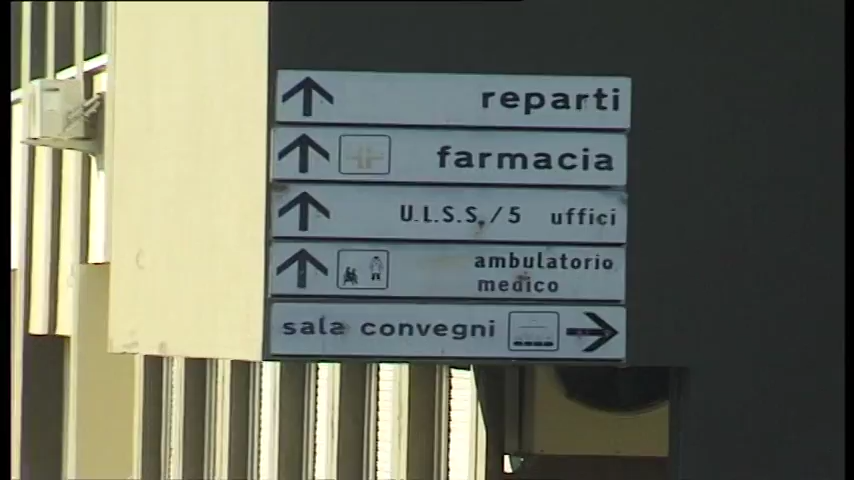 reparti
farmacia
U.L.S.S./5 uffici
ambulatorio
medico
sala convegni